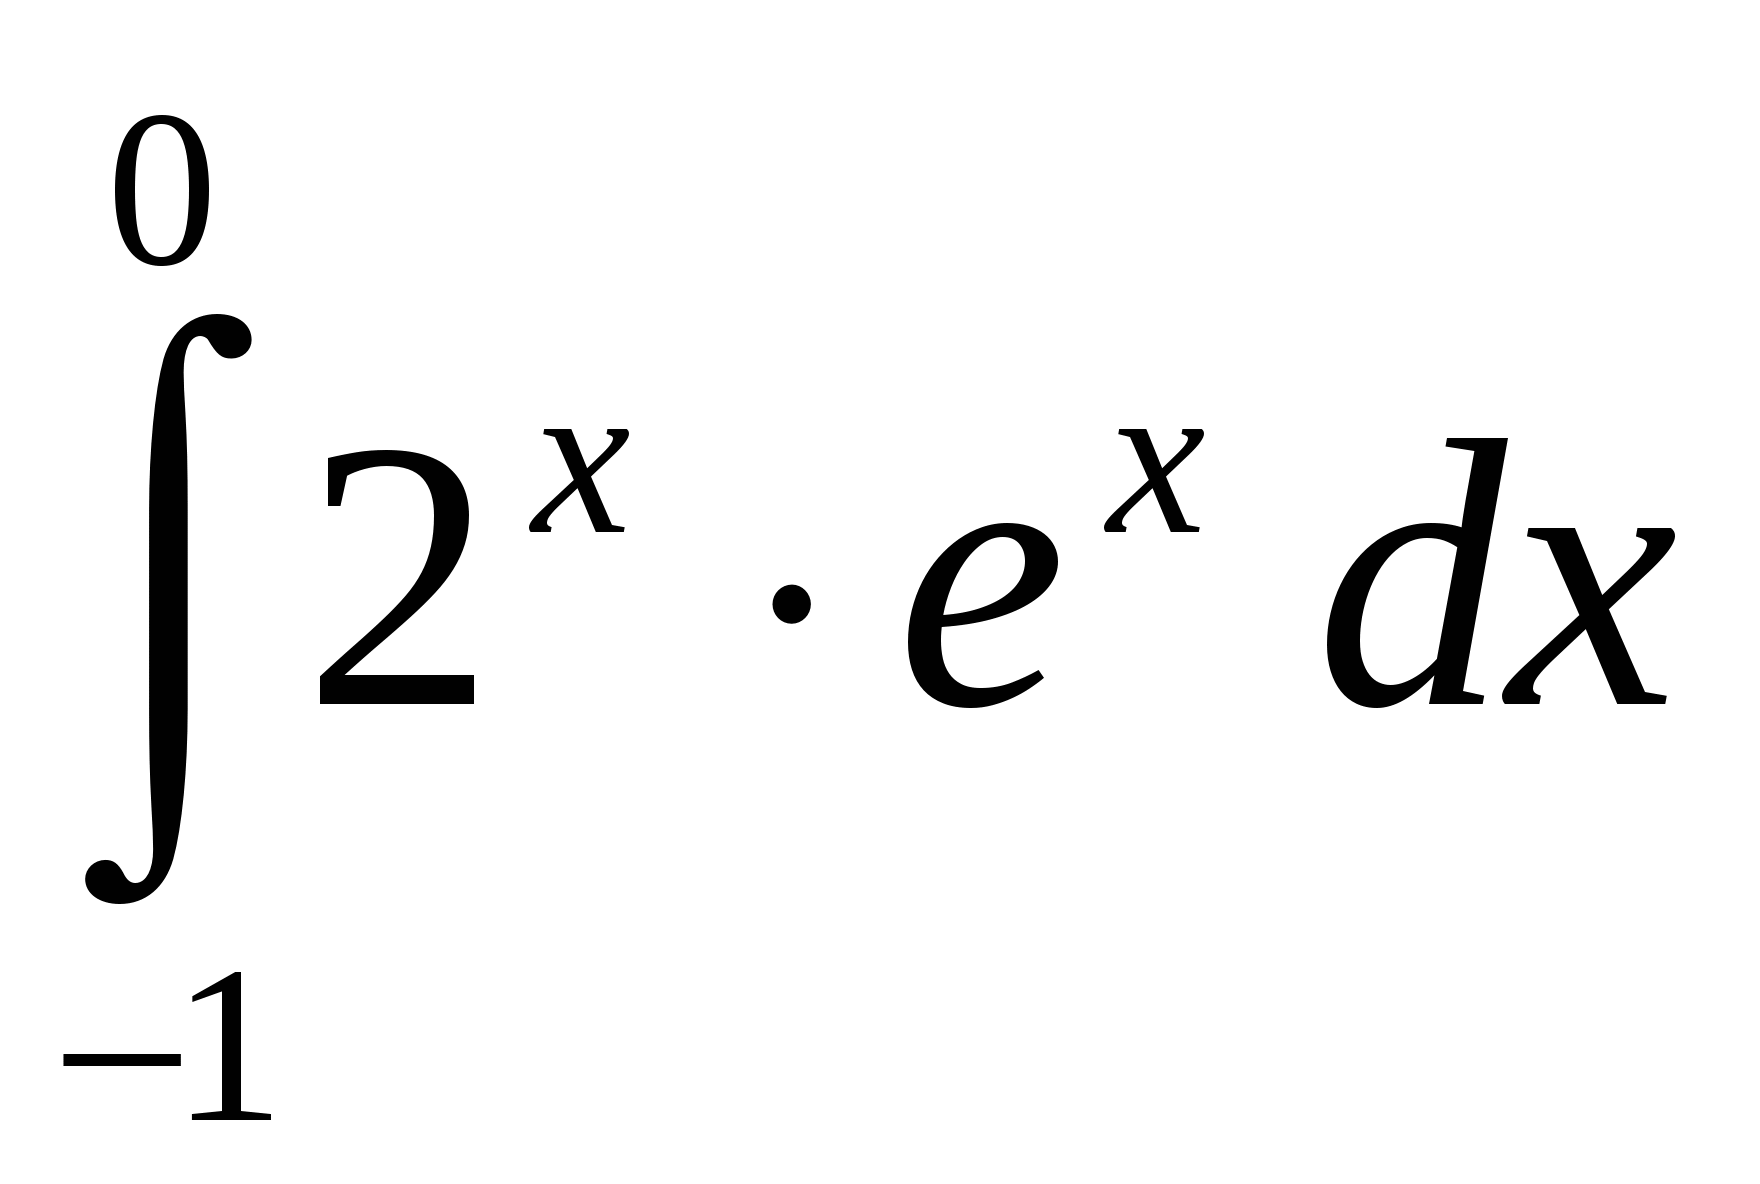 0
∫ 2^x · e^x dx
−1